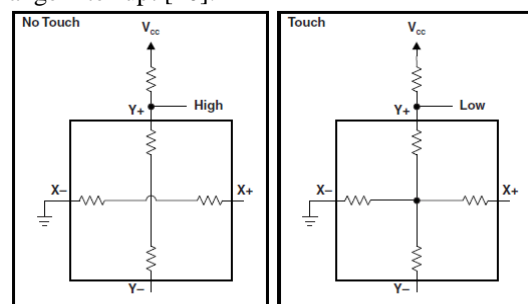 No Touch
Vcc
Y+
High
X–
X+
Y–
Touch
Vcc
Y+
Low
X–
X+
Y–